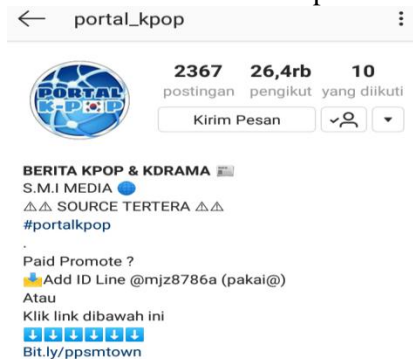 portal_kpop
PORTAL
K-POP
2367 26,4rb 10
postingan pengikut yang diikuti
Kirim Pesan
BERITA KPOP & KDRAMA 📰
S.M.I MEDIA 🔵
⚠⚠ SOURCE TERTERA ⚠⚠
#portalkpop
.
Paid Promote ?
📥Add ID Line @mjz8786a (pakai@)
Atau
Klik link dibawah ini
⬇⬇⬇⬇⬇⬇
Bit.ly/ppsmtown